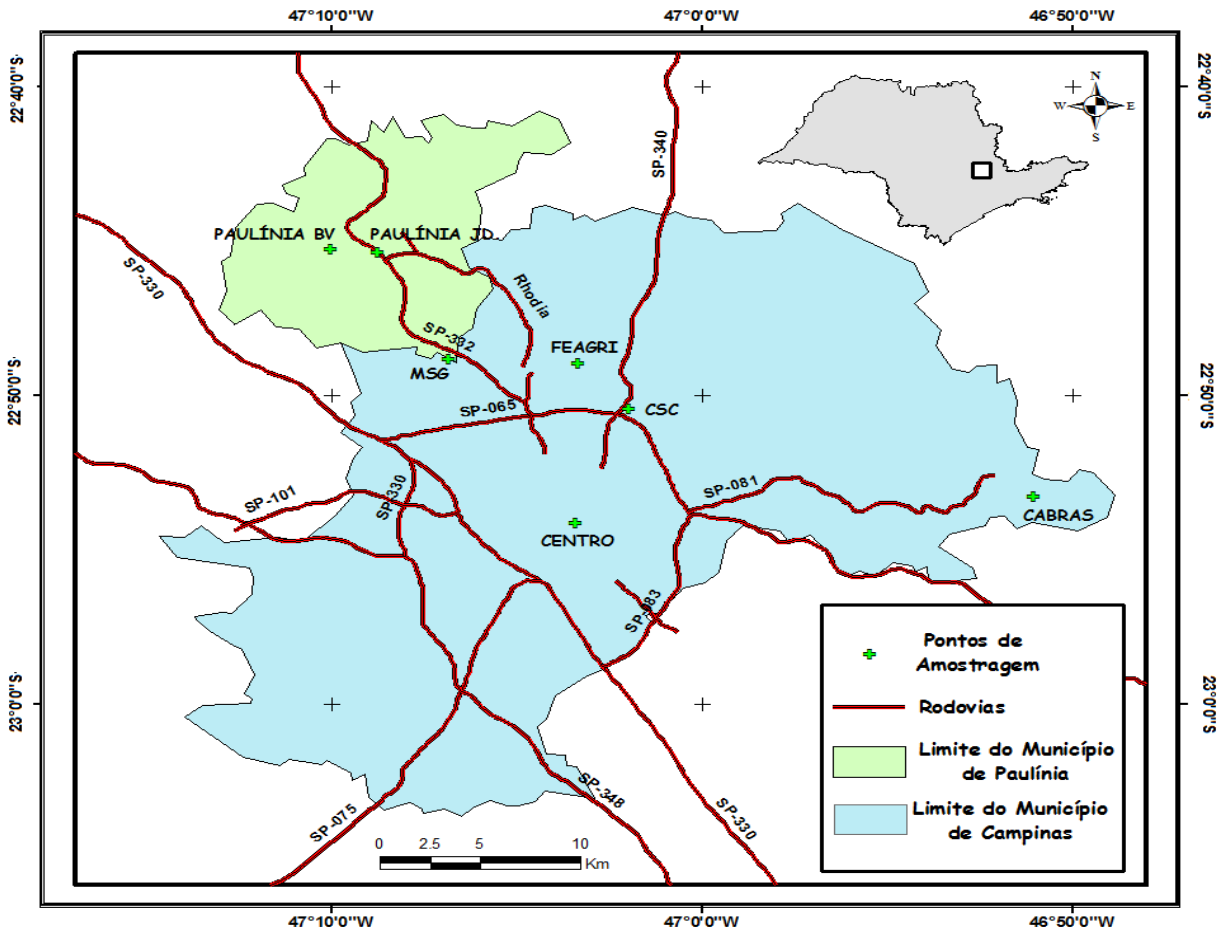 47°10'0"W
47°0'0"W
46°50'0"W
22°40'0"S
22°40'0"S
N
W
E
S
SP-340
PAULÍNIA BV
PAULÍNIA JD.
SP-330
Rhodia
SP-332
FEAGRI
MSG
22°50'0"S
22°50'0"S
SP-065
CSC
SP-101
SP-330
SP-081
CABRAS
CENTRO
SP-083
Pontos de
Amostragem
23°0'0"S
23°0'0"S
Rodovias
Limite do Município
de Paulínia
SP-075
SP-348
SP-330
Limite do Município
de Campinas
0 2.5 5 10
Km
47°10'0"W
47°0'0"W
46°50'0"W